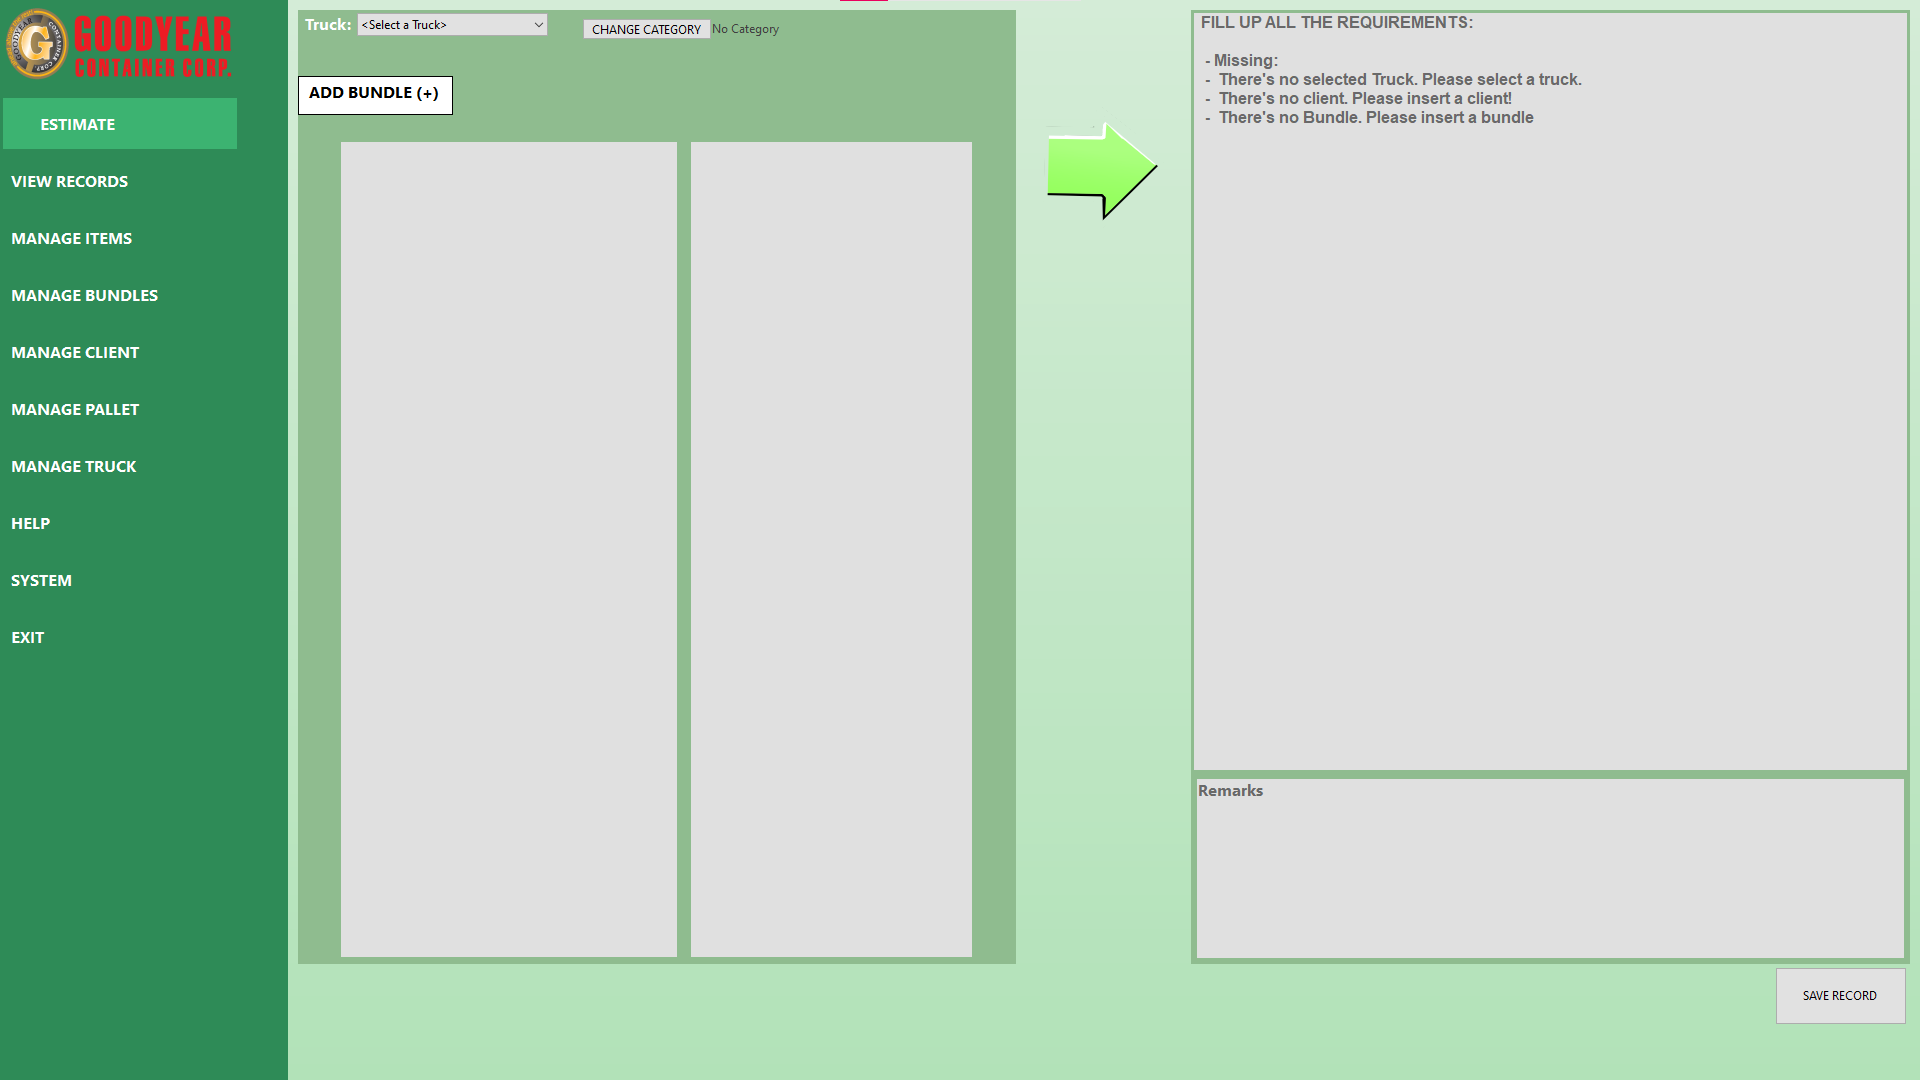 GOODYEAR
CONTAINER CORP.
ESTIMATE
VIEW RECORDS
MANAGE ITEMS
MANAGE BUNDLES
MANAGE CLIENT
MANAGE PALLET
MANAGE TRUCK
HELP
SYSTEM
EXIT
Truck: <Select a Truck> CHANGE CATEGORY No Category
ADD BUNDLE (+)
FILL UP ALL THE REQUIREMENTS:
- Missing:
- There's no selected Truck. Please select a truck.
- There's no client. Please insert a client!
- There's no Bundle. Please insert a bundle
Remarks
SAVE RECORD